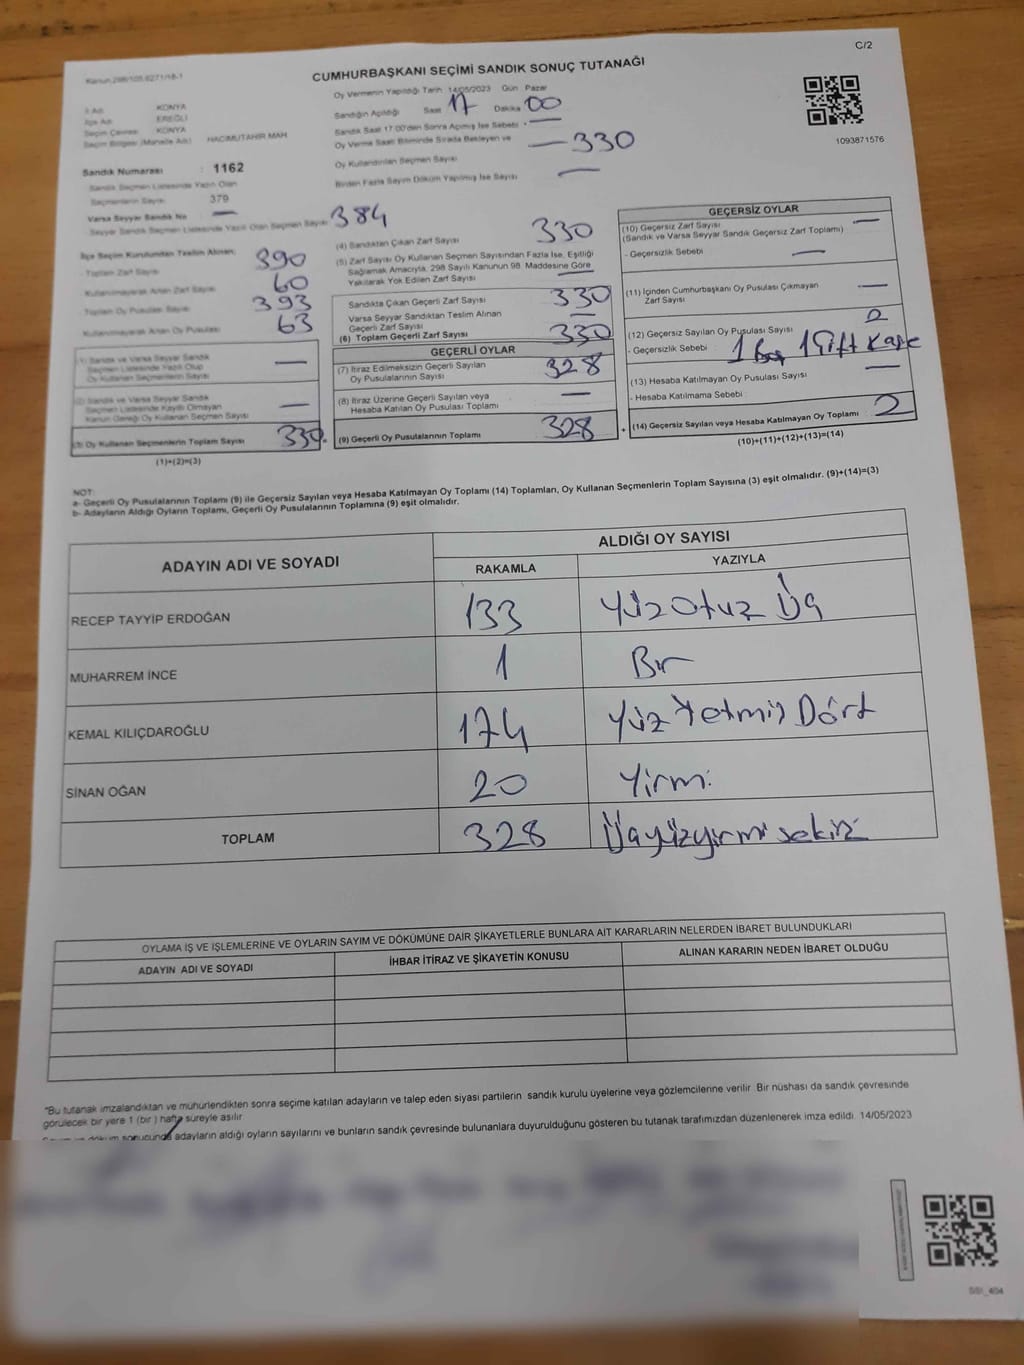 C/2
Kanun 298/105.6271/18-1
CUMHURBAŞKANI SEÇİMİ SANDIK SONUÇ TUTANAĞI
İl Adı KONYA
İlçe Adı EREĞLİ
Seçim Çevresi KONYA
Seçim Bölgesi (Mahalle Adı) HACIMUTAHİR MAH
Sandık Numarası : 1162
Sandık Seçmen Listesinde Yazılı Olan
Seçmenlerin Sayısı 379
Varsa Seyyar Sandık No —
Seyyar Sandık Seçmen Listesinde Yazılı Olan Seçmen Sayısı 384
Oy Vermenin Yapıldığı Tarih 14/05/2023 Gün Pazar
Sandığın Açıldığı Saat 17 Dakika 00
Sandık Saat 17:00'den Sonra Açılmış İse Sebebi —
Oy Verme Saati Bitiminde Sırada Bekleyen ve
Oy Kullandırılan Seçmen Sayısı — 330
Birden Fazla Sayım Döküm Yapılmış İse Sayısı —
1093871576
İlçe Seçim Kurulundan Teslim Alınan;
- Toplam Zarf Sayısı 390
Kullanılmayarak Artan Zarf Sayısı 60
Toplam Oy Pusulası Sayısı 393
Kullanılmayarak Artan Oy Pusulası 63
(1) Sandık ve Varsa Seyyar Sandık
Seçmen Listesinde Yazılı Olup
Oy Kullanan Seçmenlerin Sayısı —
(2) Sandık ve Varsa Seyyar Sandık
Seçmen Listesinde Kayıtlı Olmayan
Kanun Gereği Oy Kullanan Seçmen Sayısı —
(3) Oy Kullanan Seçmenlerin Toplam Sayısı 330.
(1)+(2)=(3)
(4) Sandıktan Çıkan Zarf Sayısı 330
(5) Zarf Sayısı Oy Kullanan Seçmen Sayısından Fazla İse, Eşitliği
Sağlamak Amacıyla, 298 Sayılı Kanunun 98. Maddesine Göre
Yakılarak Yok Edilen Zarf Sayısı —
Sandıkta Çıkan Geçerli Zarf Sayısı 330
Varsa Seyyar Sandıktan Teslim Alınan
Geçerli Zarf Sayısı —
(6) Toplam Geçerli Zarf Sayısı 330
GEÇERLİ OYLAR
(7) İtiraz Edilmeksizin Geçerli Sayılan
Oy Pusulalarının Sayısı 328
(8) İtiraz Üzerine Geçerli Sayılan veya
Hesaba Katılan Oy Pusulası Toplamı —
(9) Geçerli Oy Pusulalarının Toplamı 328
GEÇERSİZ OYLAR
(10) Geçersiz Zarf Sayısı —
(Sandık ve Varsa Seyyar Sandık Geçersiz Zarf Toplamı)
- Geçersizlik Sebebi —
(11) İçinden Cumhurbaşkanı Oy Pusulası Çıkmayan
Zarf Sayısı —
(12) Geçersiz Sayılan Oy Pusulası Sayısı 2
- Geçersizlik Sebebi 1 Boş 1 Çift Kaşe
(13) Hesaba Katılmayan Oy Pusulası Sayısı —
- Hesaba Katılmama Sebebi
+ (14) Geçersiz Sayılan veya Hesaba Katılmayan Oy Toplamı 2
(10)+(11)+(12)+(13)=(14)
NOT:
a- Geçerli Oy Pusulalarının Toplamı (9) ile Geçersiz Sayılan veya Hesaba Katılmayan Oy Toplamı (14) Toplamları, Oy Kullanan Seçmenlerin Toplam Sayısına (3) eşit olmalıdır. (9)+(14)=(3)
b- Adayların Aldığı Oyların Toplamı, Geçerli Oy Pusulalarının Toplamına (9) eşit olmalıdır.
ADAYIN ADI VE SOYADI ALDIĞI OY SAYISI
RAKAMLA YAZIYLA
RECEP TAYYİP ERDOĞAN 133 Yüz Otuz Üç
MUHARREM İNCE 1 Bir
KEMAL KILIÇDAROĞLU 174 Yüz Yetmiş Dört
SİNAN OĞAN 20 Yirmi
TOPLAM 328 Üçyüzyirmi sekiz
OYLAMA İŞ VE İŞLEMLERİNE VE OYLARIN SAYIM VE DÖKÜMÜNE DAİR ŞİKAYETLERLE BUNLARA AİT KARARLARIN NELERDEN İBARET BULUNDUKLARI
ADAYIN ADI VE SOYADI İHBAR İTİRAZ VE ŞİKAYETİN KONUSU ALINAN KARARIN NEDEN İBARET OLDUĞU
*Bu tutanak imzalandıktan ve mühürlendikten sonra seçime katılan adayların ve talep eden siyasi partilerin sandık kurulu üyelerine veya gözlemcilerine verilir. Bir nüshası da sandık çevresinde
görülecek bir yere 1 (bir) hafta süreyle asılır.
döküm sonucunda adayların aldığı oyların sayılarını ve bunların sandık çevresinde bulunanlara duyurulduğunu gösteren bu tutanak tarafımızdan düzenlenerek imza edildi. 14/05/2023
SSI_404